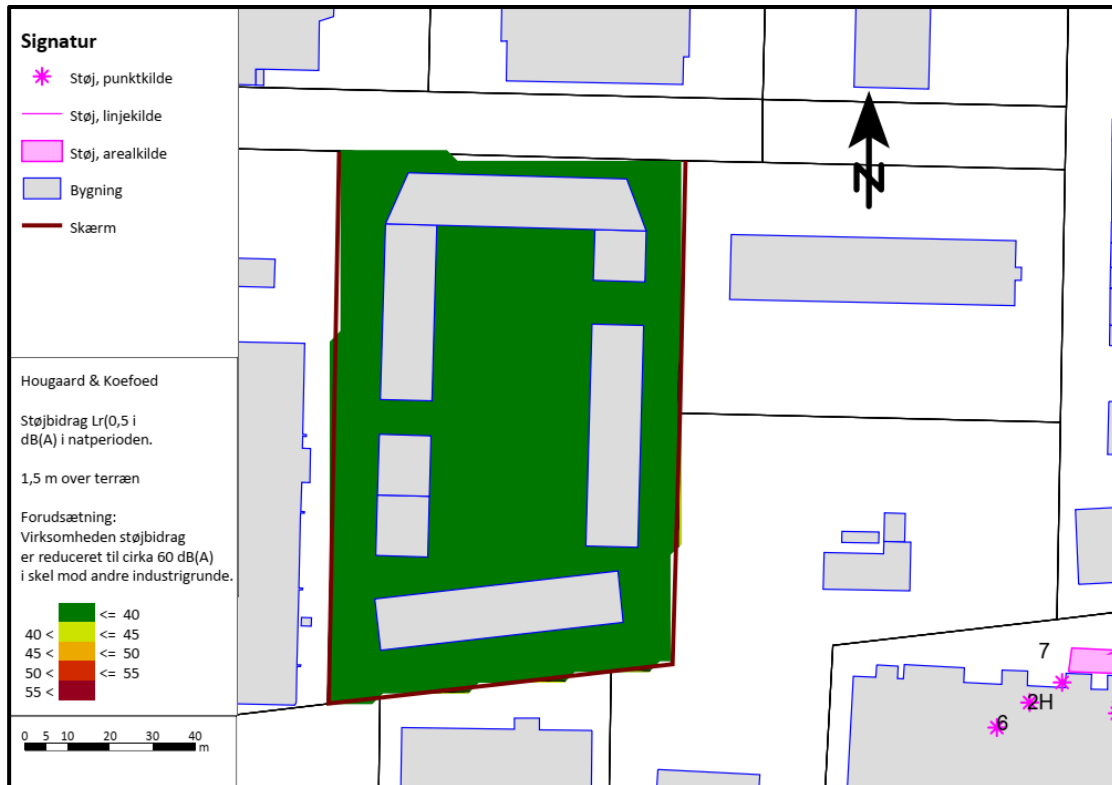 Signatur
Støj, punktkilde
Støj, linjekilde
Støj, arealkilde
Bygning
Skærm
Hougaard & Koefoed
Støjbidrag Lr(0,5 i
dB(A) i natperioden.
1,5 m over terræn
Forudsætning:
Virksomheden støjbidrag
er reduceret til cirka 60 dB(A)
i skel mod andre industrigrunde.
<= 40
40 < <= 45
45 < <= 50
50 < <= 55
55 <
0 5 10 20 30 40
m
N
7
2H
6